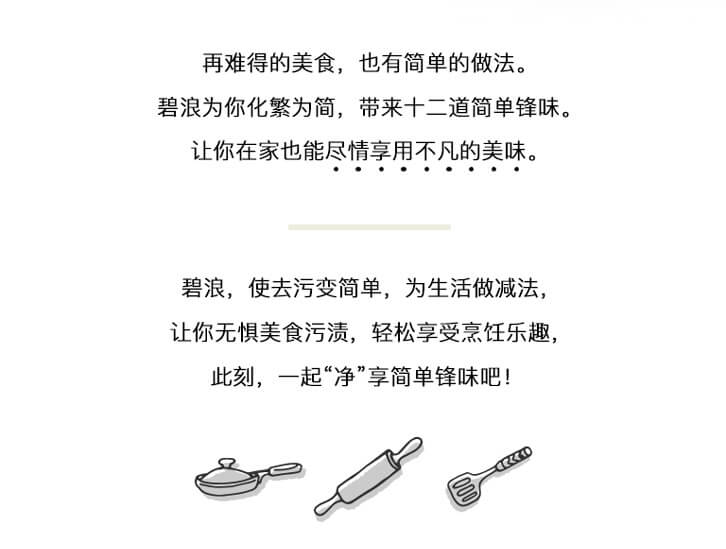 再难得的美食，也有简单的做法。
碧浪为你化繁为简，带来十二道简单锋味。
让你在家也能尽情享用不凡的美味。
碧浪，使去污变简单，为生活做减法，
让你无惧美食污渍，轻松享受烹饪乐趣，
此刻，一起“净”享简单锋味吧！